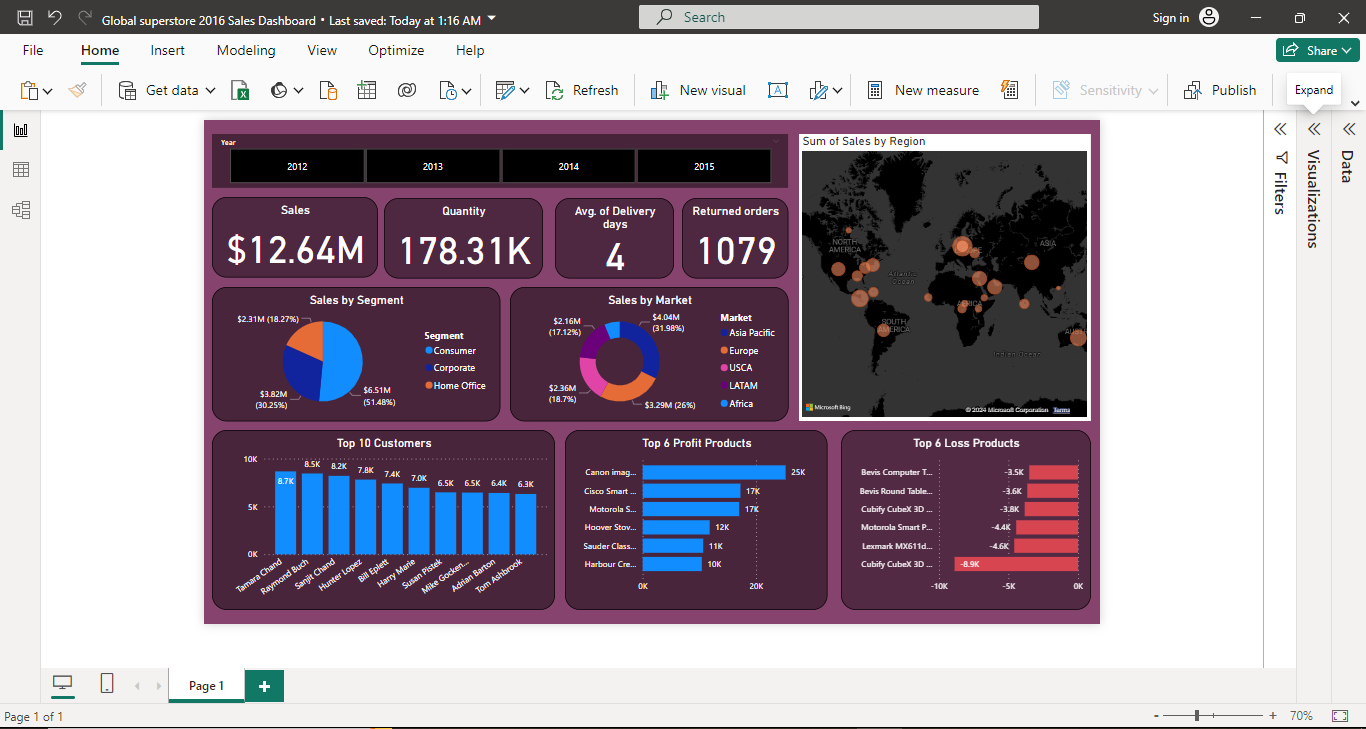 Global superstore 2016 Sales Dashboard • Last saved: Today at 1:16 AM
Search
Sign in
File
Home
Insert
Modeling
View
Optimize
Help
Share
Get data
Refresh
New visual
New measure
Sensitivity
Publish
Expand
Year
2012
2013
2014
2015
Sales
$12.64M
Quantity
178.31K
Avg. of Delivery
days
4
Returned orders
1079
Sum of Sales by Region
NORTH
AMERICA
Atlantic
Ocean
ASIA
AFRICA
SOUTH
AMERICA
Indian Ocean
Microsoft Bing
© 2024 Microsoft Corporation Terms
Sales by Segment
$2.31M (18.27%)
$3.82M
(30.25%)
$6.51M
(51.48%)
Segment
Consumer
Corporate
Home Office
Sales by Market
$2.16M
(17.12%)
$4.04M
(31.98%)
$2.36M
(18.7%)
$3.29M (26%)
Market
Asia Pacific
Europe
USCA
LATAM
Africa
Top 10 Customers
10K
5K
0K
8.7K
8.5K
8.2K
7.8K
7.4K
7.0K
6.5K
6.5K
6.4K
6.3K
Tamara Chand
Raymond Buch
Sanjit Chand
Hunter Lopez
Bill Eplett
Harry Marie
Susan Pistek
Mike Gocken...
Adrian Barton
Tom Ashbrook
Top 6 Profit Products
Canon imag...
25K
Cisco Smart ...
17K
Motorola S...
17K
Hoover Stov...
12K
Sauder Class...
11K
Harbour Cre...
10K
0K
20K
Top 6 Loss Products
Bevis Computer T...
-3.5K
Bevis Round Table...
-3.6K
Cubify CubeX 3D ...
-3.8K
Motorola Smart P...
-4.4K
Lexmark MX611d...
-4.6K
Cubify CubeX 3D ...
-8.9K
-10K
-5K
0K
Filters
Visualizations
Data
Page 1
Page 1 of 1
70%